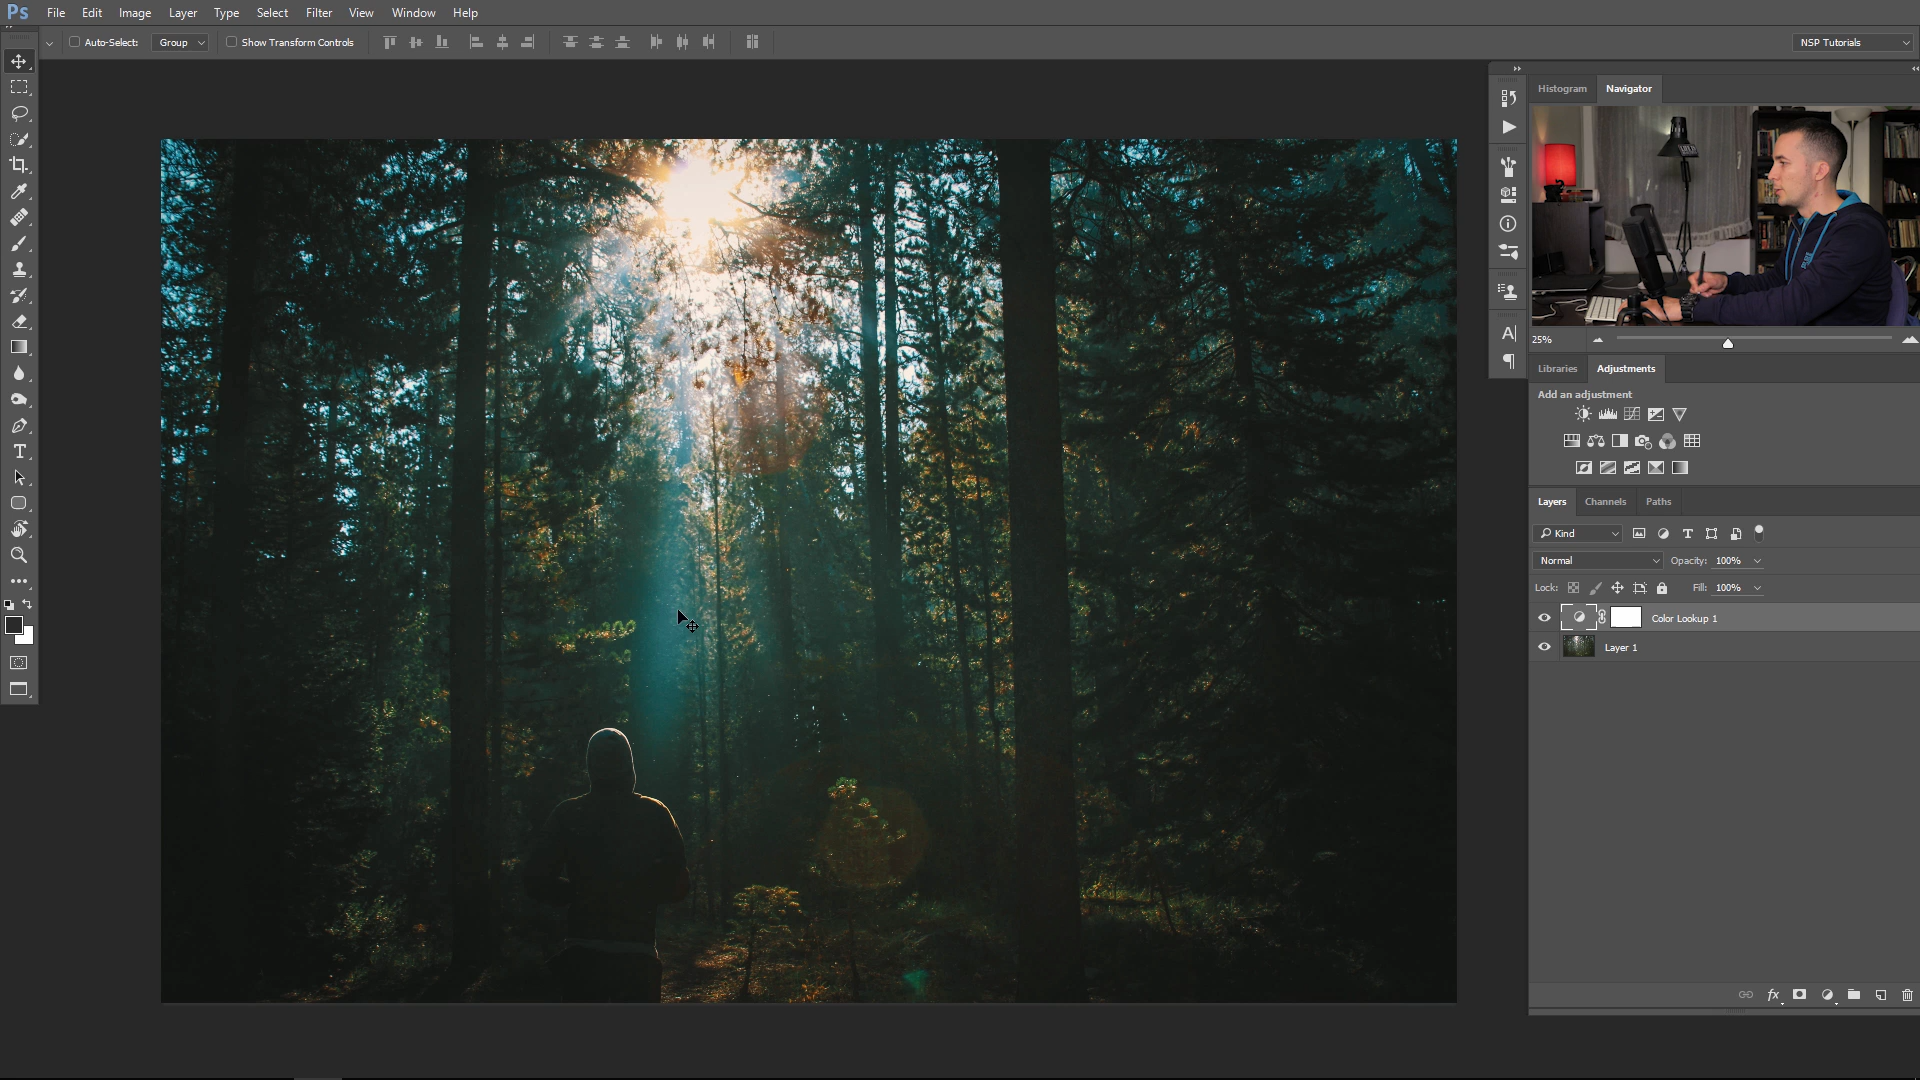 Ps File Edit Image Layer Type Select Filter View Window Help
Auto-Select: Group Show Transform Controls NSP Tutorials
Histogram Navigator
25%
Libraries Adjustments
Add an adjustment
Layers Channels Paths
Kind
Normal Opacity: 100%
Lock: Fill: 100%
Color Lookup 1
Layer 1